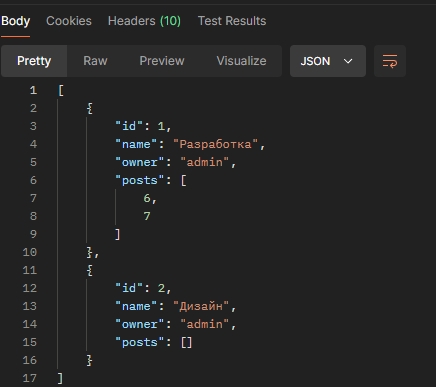 Body Cookies Headers (10) Test Results
Pretty Raw Preview Visualize JSON
1 [
2 {
3 "id": 1,
4 "name": "Разработка",
5 "owner": "admin",
6 "posts": [
7 6,
8 7
9 ]
10 },
11 {
12 "id": 2,
13 "name": "Дизайн",
14 "owner": "admin",
15 "posts": []
16 }
17 ]